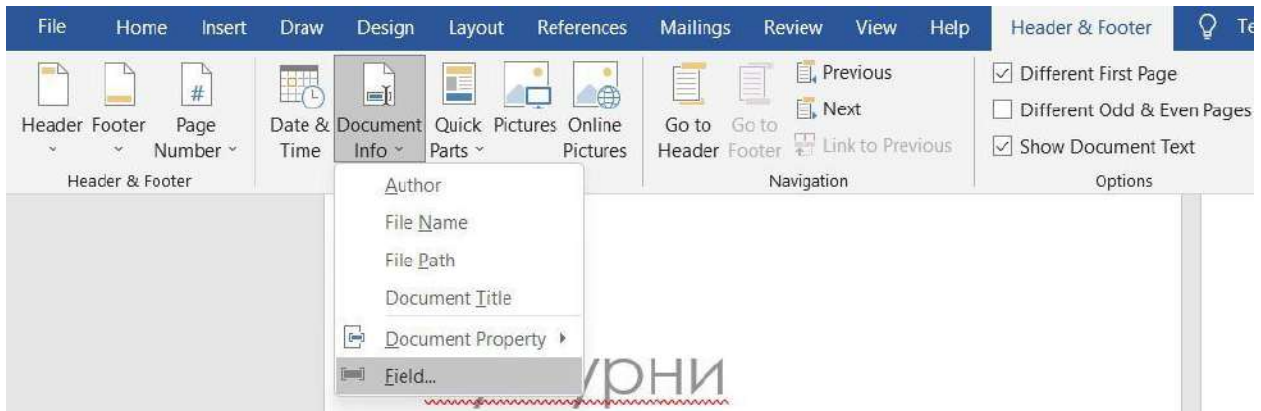 File Home Insert Draw Design Layout References Mailings Review View Help Header & Footer
Header Footer Page Number
Date & Time Document Info Quick Parts Pictures Online Pictures
Go to Header Go to Footer
Previous
Next
Link to Previous
Different First Page
Different Odd & Even Pages
Show Document Text
Header & Footer Navigation Options
Author
File Name
File Path
Document Title
Document Property
Field...